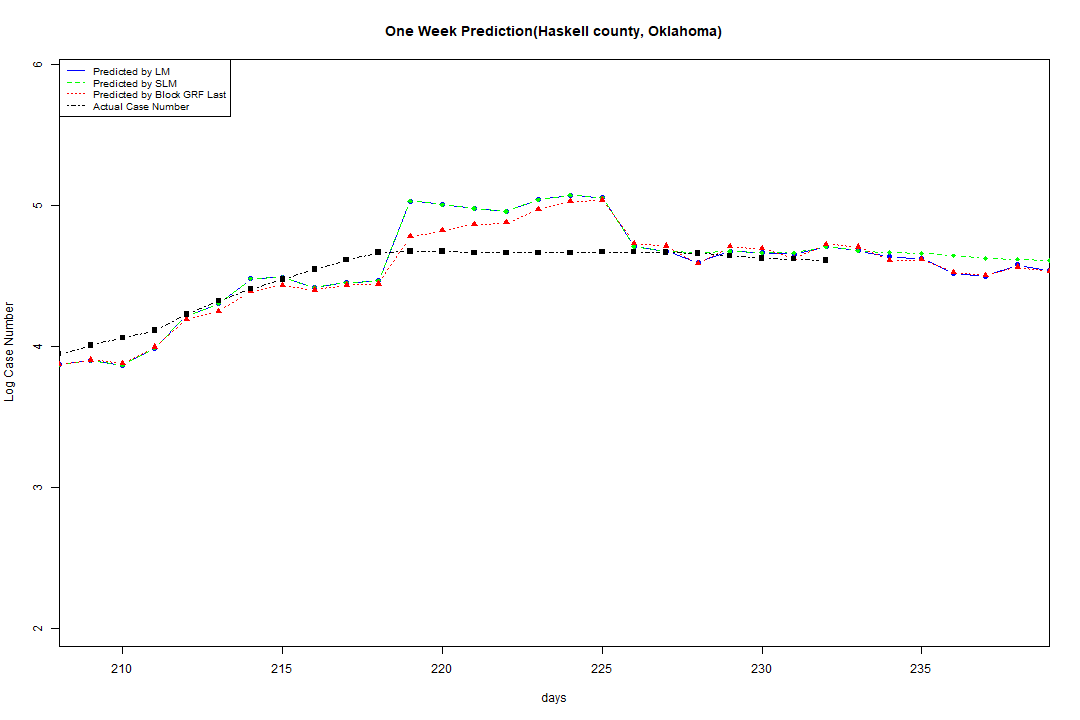 One Week Prediction(Haskell county, Oklahoma)
Predicted by LM
Predicted by SLM
Predicted by Block GRF Last
Actual Case Number
Log Case Number
6
5
4
3
2
210 215 220 225 230 235
days